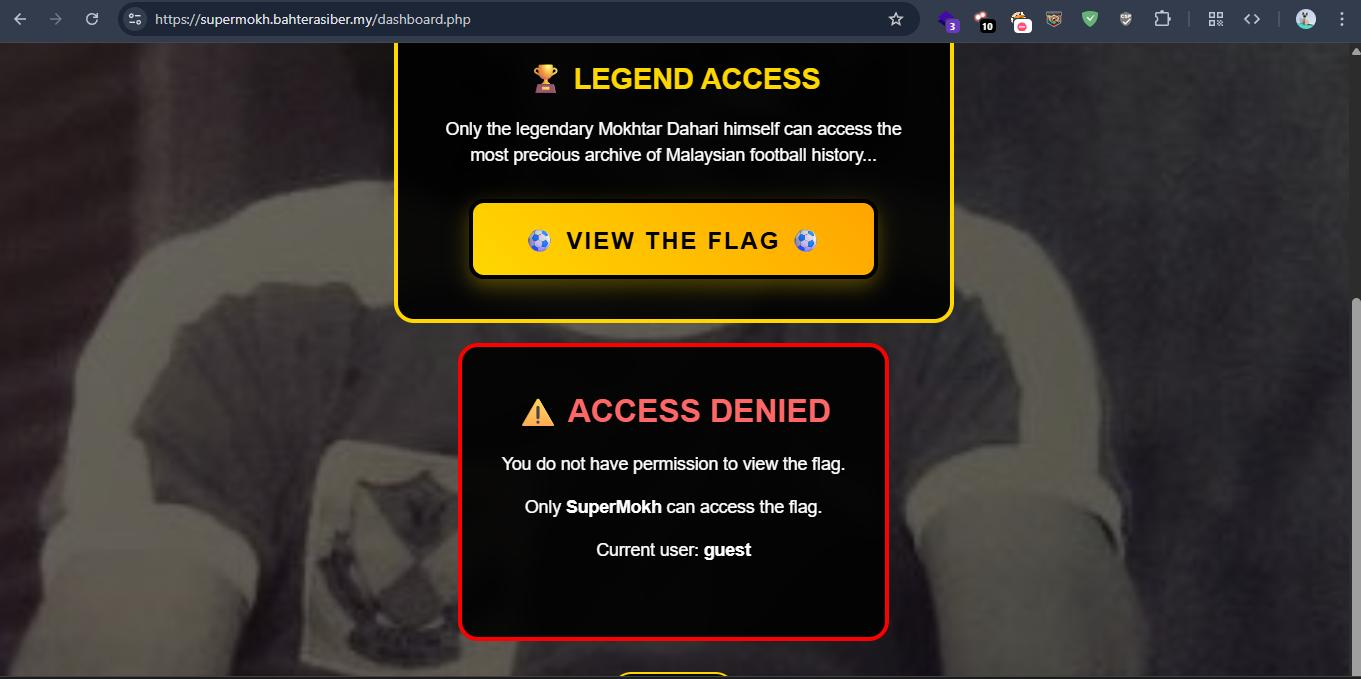 https://supermokh.bahterasiber.my/dashboard.php
3
10
LEGEND ACCESS
Only the legendary Mokhtar Dahari himself can access the
most precious archive of Malaysian football history...
VIEW THE FLAG
ACCESS DENIED
You do not have permission to view the flag.
Only SuperMokh can access the flag.
Current user: guest